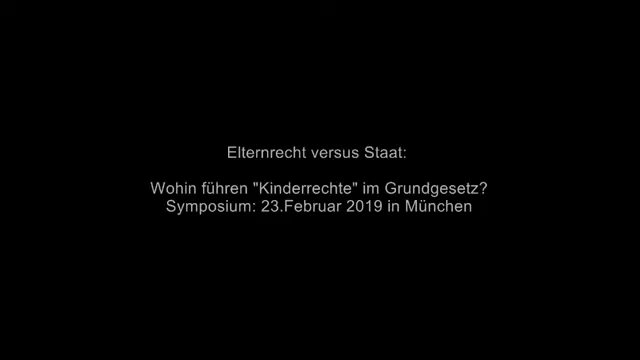 Elternrecht versus Staat:
Wohin führen "Kinderrechte" im Grundgesetz?
Symposium: 23.Februar 2019 in München